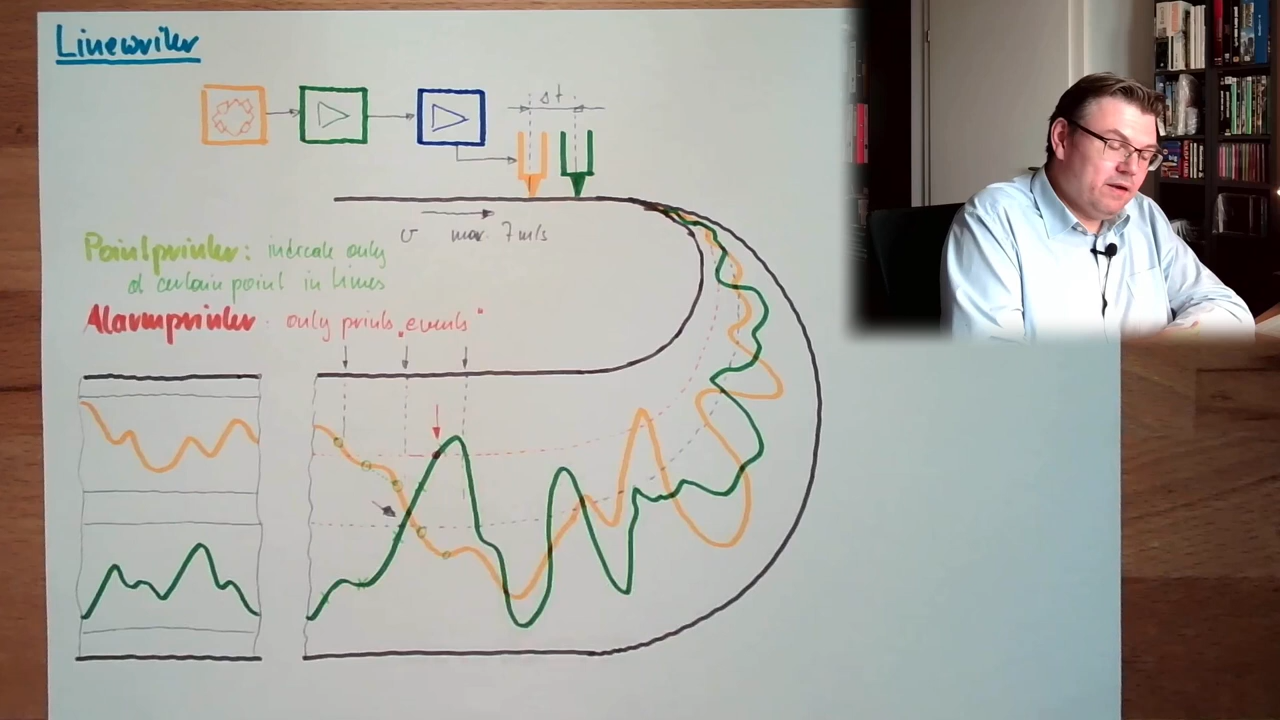 Linewriter
Δt
v max. 7 m/s
Pointprinter: indicate only
at certain point in times
Alarmprinter: only prints „events"